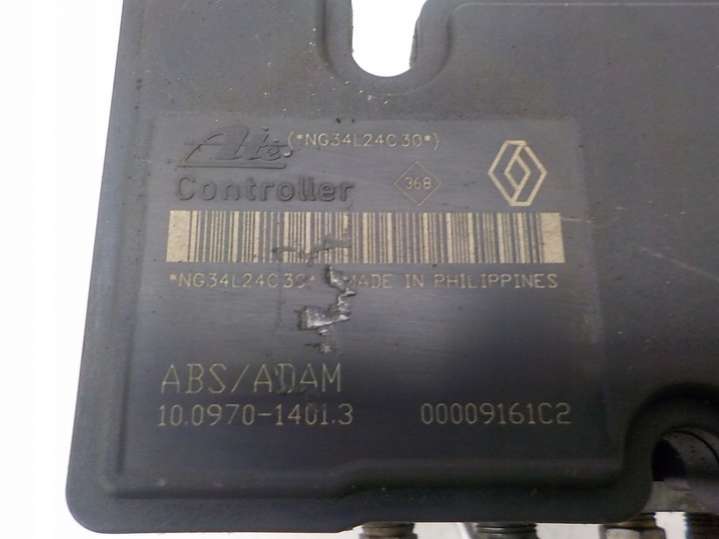 Ate (*NG34L24C30*)
Controller
368
*NG34L24C30* MADE IN PHILIPPINES
ABS/ADAM
10.0970-1401.3 00009161C2